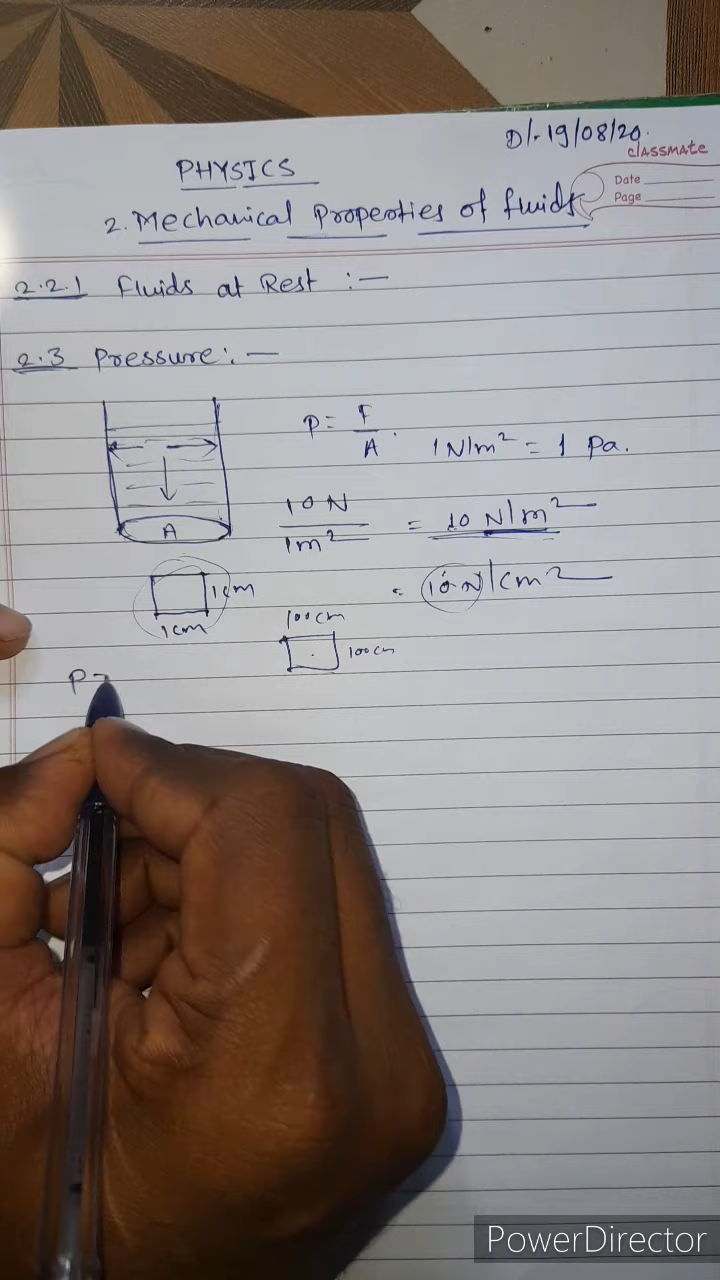 D/- 19/08/20.
classmate
PHYSICS
Date
Page
2. Mechanical Properties of fluids
2.2.1 Fluids at Rest :—
2.3 Pressure :—
P = F/A. 1N/m² = 1 Pa.
A
10 N/1m² = 10 N/m²
= 10 N/cm²
1cm
1cm
100cm
100cm
P =
PowerDirector